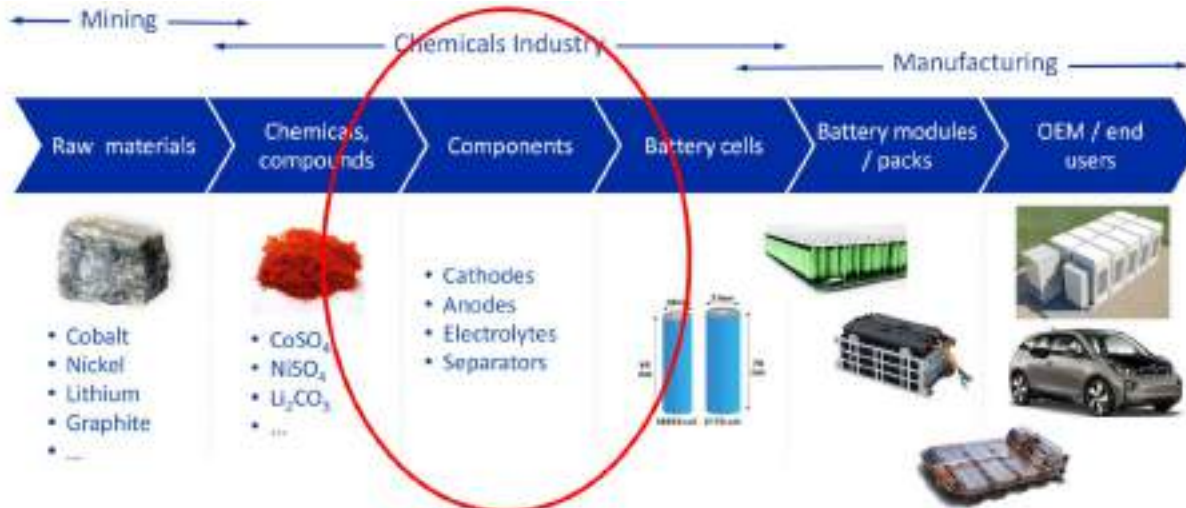 Mining
Chemicals Industry
Manufacturing
Raw materials
Chemicals,
compounds
Components
Battery cells
Battery modules
/ packs
OEM / end
users
• Cobalt
• Nickel
• Lithium
• Graphite
• ...
• CoSO₄
• NiSO₄
• Li₂CO₃
• ...
• Cathodes
• Anodes
• Electrolytes
• Separators